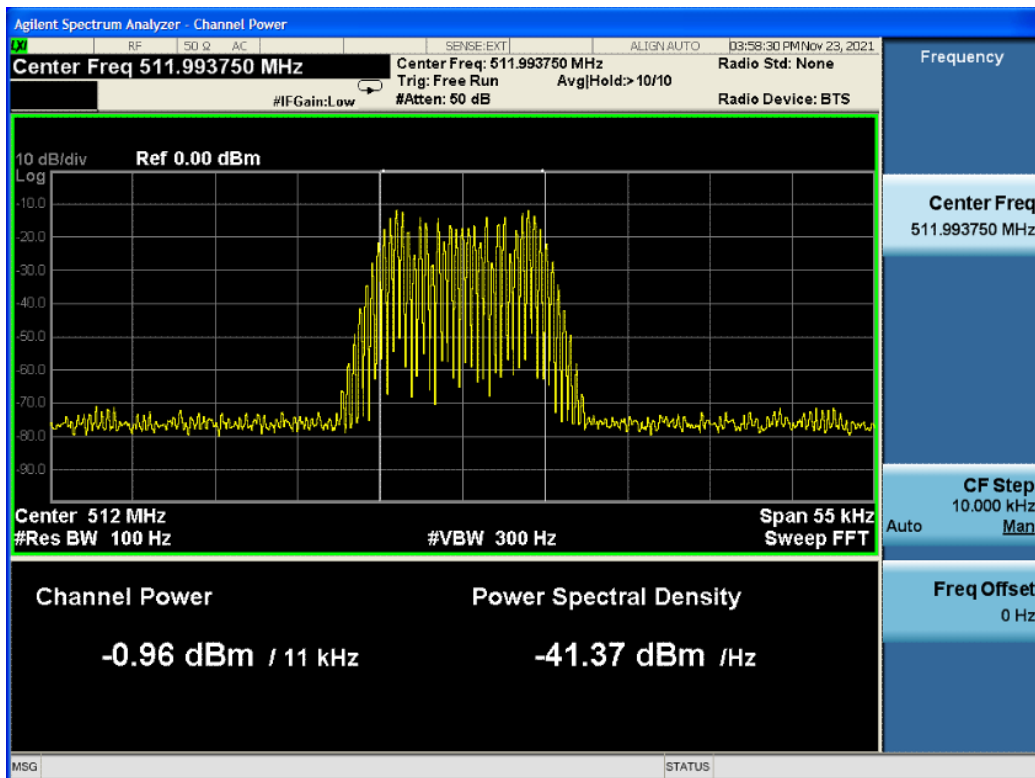 Agilent Spectrum Analyzer - Channel Power
LXI RF 50 Ω AC SENSE:EXT ALIGN AUTO 03:58:30 PM Nov 23, 2021
Center Freq 511.993750 MHz
Center Freq: 511.993750 MHz Radio Std: None
Trig: Free Run Avg|Hold:> 10/10
#IFGain:Low #Atten: 50 dB Radio Device: BTS
10 dB/div Ref 0.00 dBm
Log
-10.0
-20.0
-30.0
-40.0
-50.0
-60.0
-70.0
-80.0
-90.0
Center 512 MHz Span 55 kHz
#Res BW 100 Hz #VBW 300 Hz Sweep FFT
Channel Power Power Spectral Density
-0.96 dBm / 11 kHz -41.37 dBm /Hz
MSG STATUS
Frequency
Center Freq
511.993750 MHz
CF Step
10.000 kHz
Auto Man
Freq Offset
0 Hz